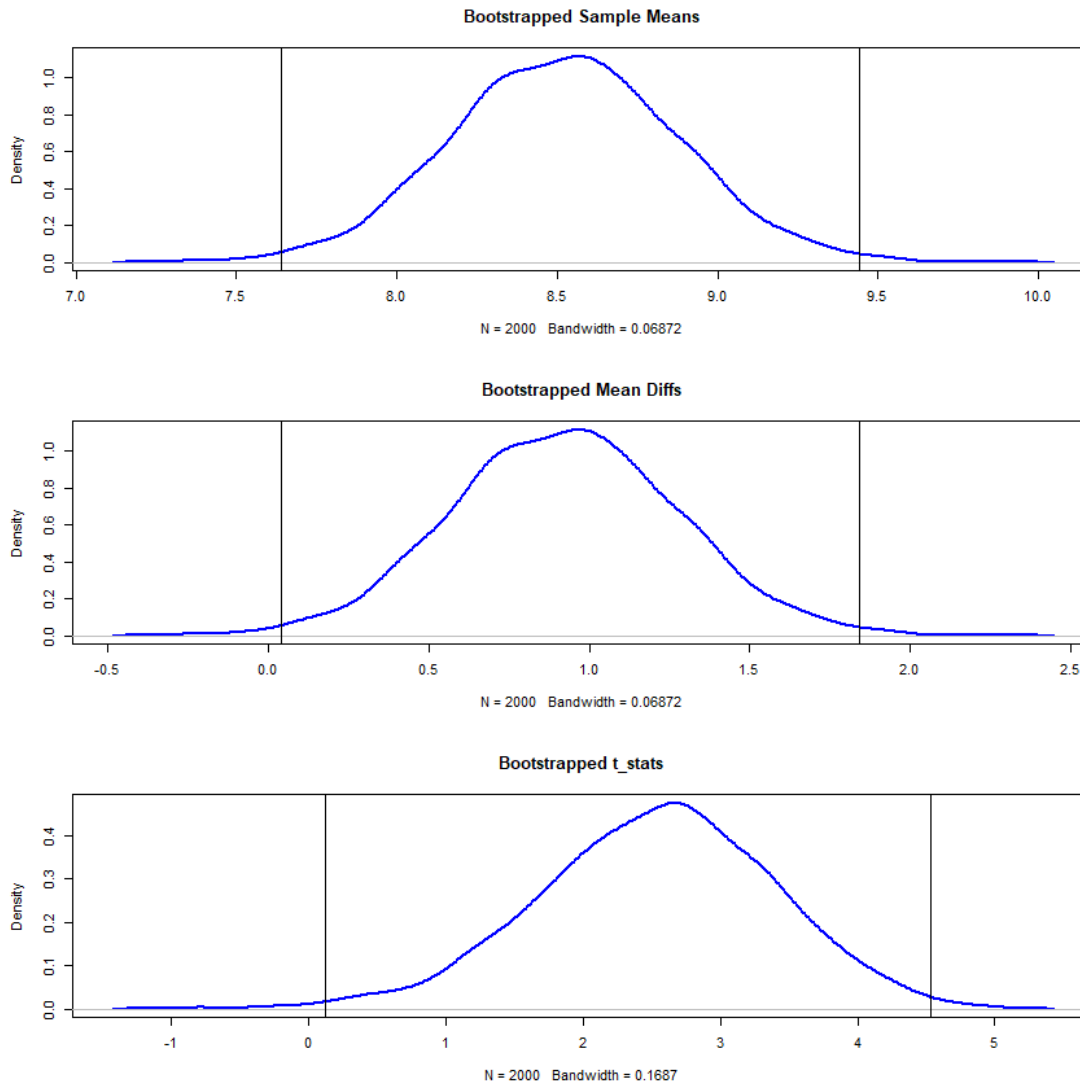 Bootstrapped Sample Means
Density
0.0 0.2 0.4 0.6 0.8 1.0
7.0 7.5 8.0 8.5 9.0 9.5 10.0
N = 2000 Bandwidth = 0.06872
Bootstrapped Mean Diffs
Density
0.0 0.2 0.4 0.6 0.8 1.0
-0.5 0.0 0.5 1.0 1.5 2.0 2.5
N = 2000 Bandwidth = 0.06872
Bootstrapped t_stats
Density
0.0 0.1 0.2 0.3 0.4
-1 0 1 2 3 4 5
N = 2000 Bandwidth = 0.1687